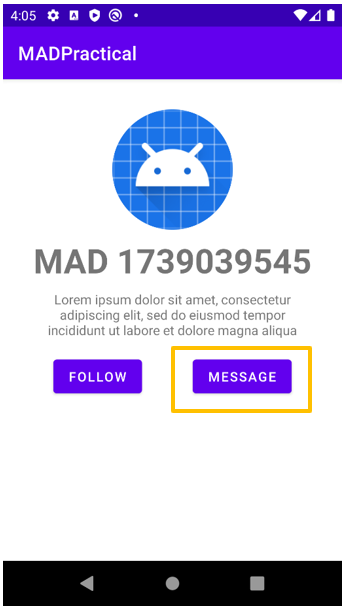 4:05
MADPractical
MAD 1739039545
Lorem ipsum dolor sit amet, consectetur
adipiscing elit, sed do eiusmod tempor
incididunt ut labore et dolore magna aliqua
FOLLOW
MESSAGE